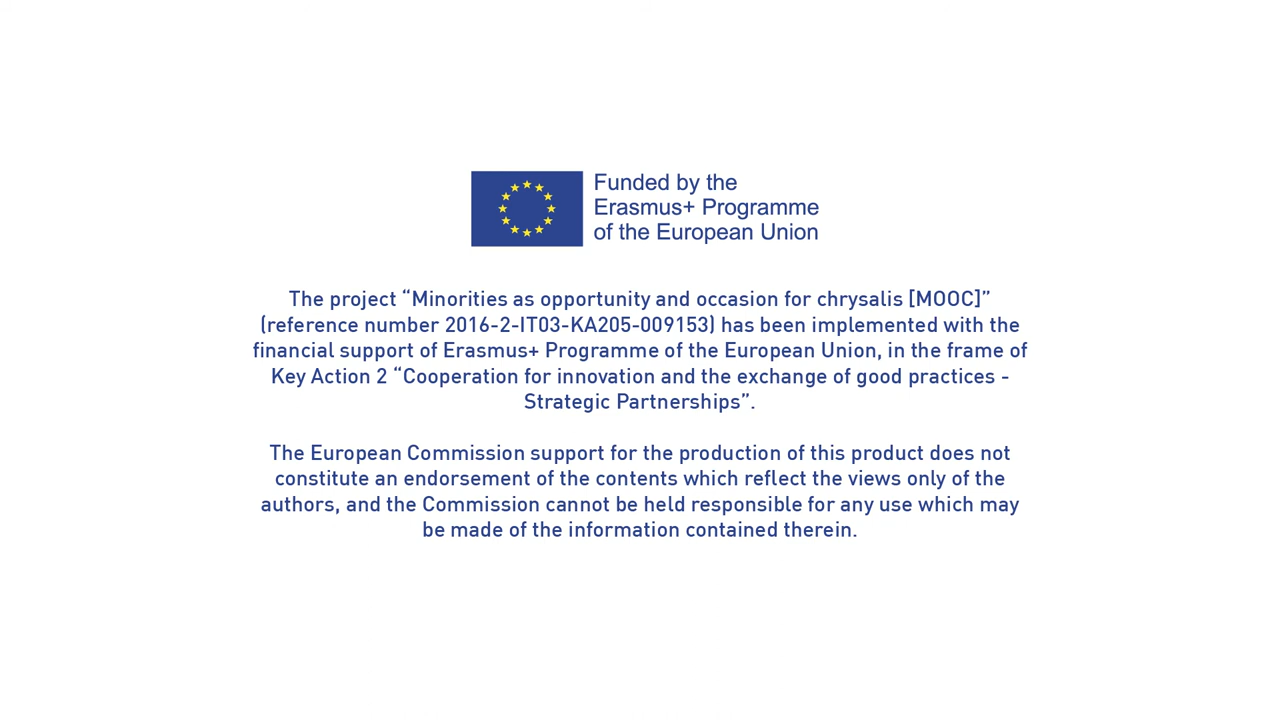 Funded by the
Erasmus+ Programme
of the European Union
The project “Minorities as opportunity and occasion for chrysalis [MOOC]”
(reference number 2016-2-IT03-KA205-009153) has been implemented with the
financial support of Erasmus+ Programme of the European Union, in the frame of
Key Action 2 “Cooperation for innovation and the exchange of good practices -
Strategic Partnerships”.
The European Commission support for the production of this product does not
constitute an endorsement of the contents which reflect the views only of the
authors, and the Commission cannot be held responsible for any use which may
be made of the information contained therein.